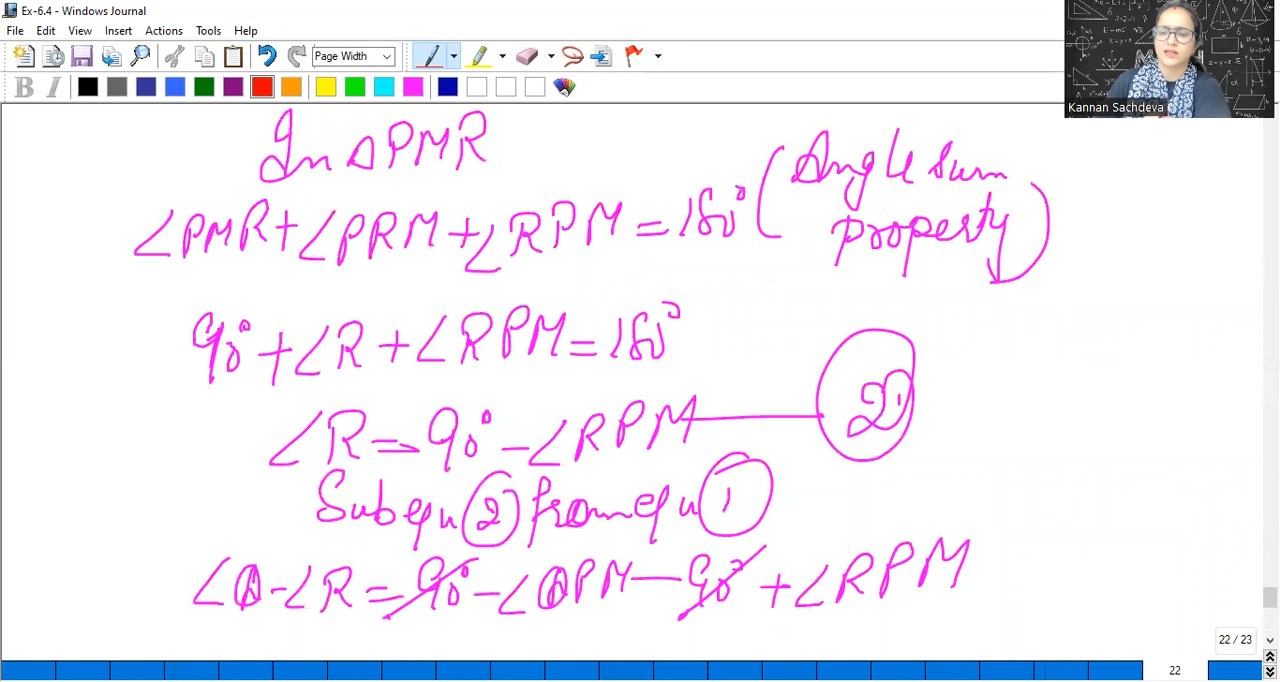 Ex-6.4 - Windows Journal
File Edit View Insert Actions Tools Help
Page Width
B I
Kannan Sachdeva
In △PMR
∠PMR+∠PRM+∠RPM=180° (Angle Sum property)
90°+∠R+∠RPM=180°
∠R=90°-∠RPM — 2
Sub equ 2 from equ 1
∠Q-∠R=90°-∠QPM-90°+∠RPM
22 / 23
22